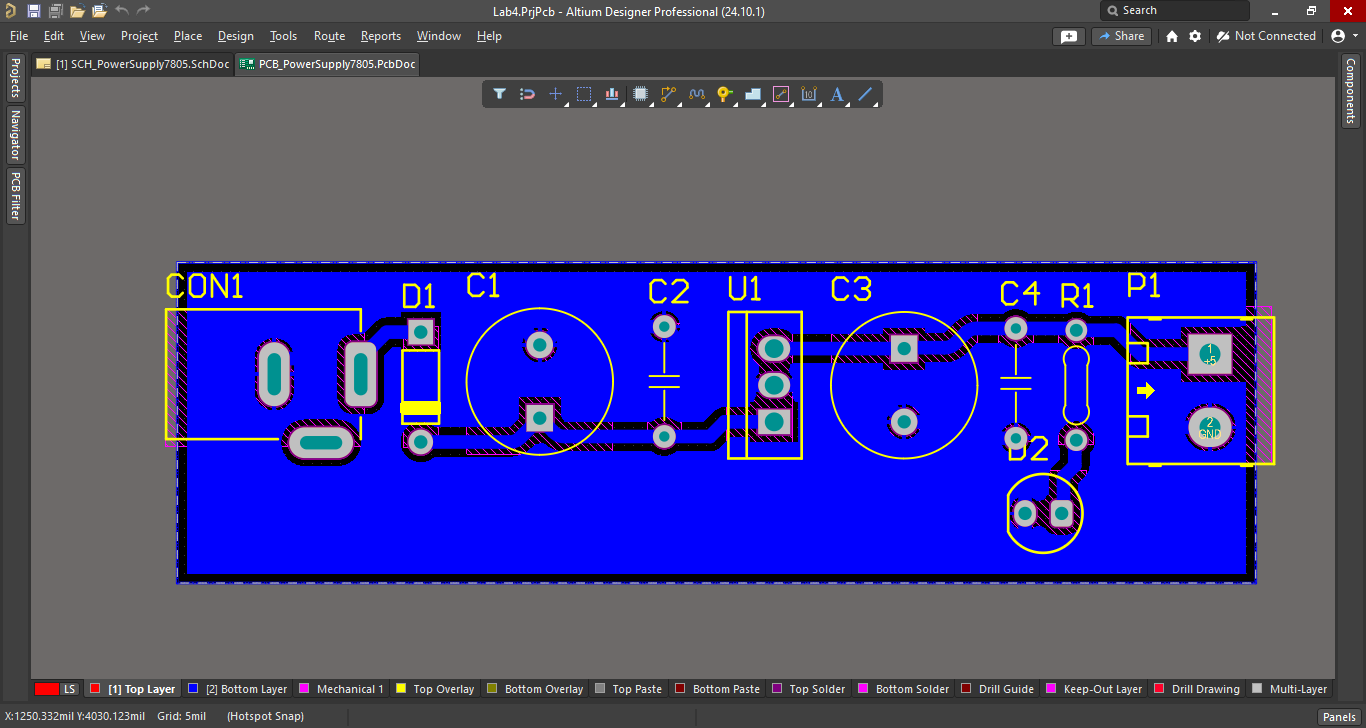 Lab4.PrjPcb - Altium Designer Professional (24.10.1)
Search
File Edit View Project Place Design Tools Route Reports Window Help
Share
Not Connected
[1] SCH_PowerSupply7805.SchDoc
PCB_PowerSupply7805.PcbDoc
Projects
Navigator
PCB Filter
Components
10
A
CON1
D1
C1
C2
U1
C3
C4
R1
P1
1
+5
2
GND
D2
LS
[1] Top Layer
[2] Bottom Layer
Mechanical 1
Top Overlay
Bottom Overlay
Top Paste
Bottom Paste
Top Solder
Bottom Solder
Drill Guide
Keep-Out Layer
Drill Drawing
Multi-Layer
X:1250.332mil Y:4030.123mil Grid: 5mil (Hotspot Snap)
Panels